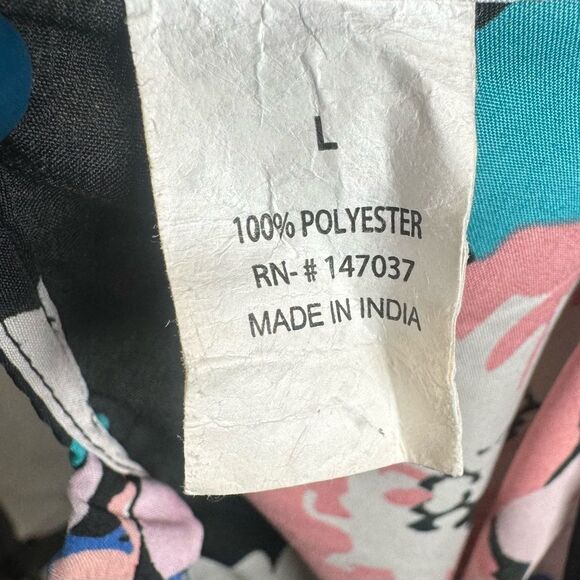 L
100% POLYESTER
RN-# 147037
MADE IN INDIA